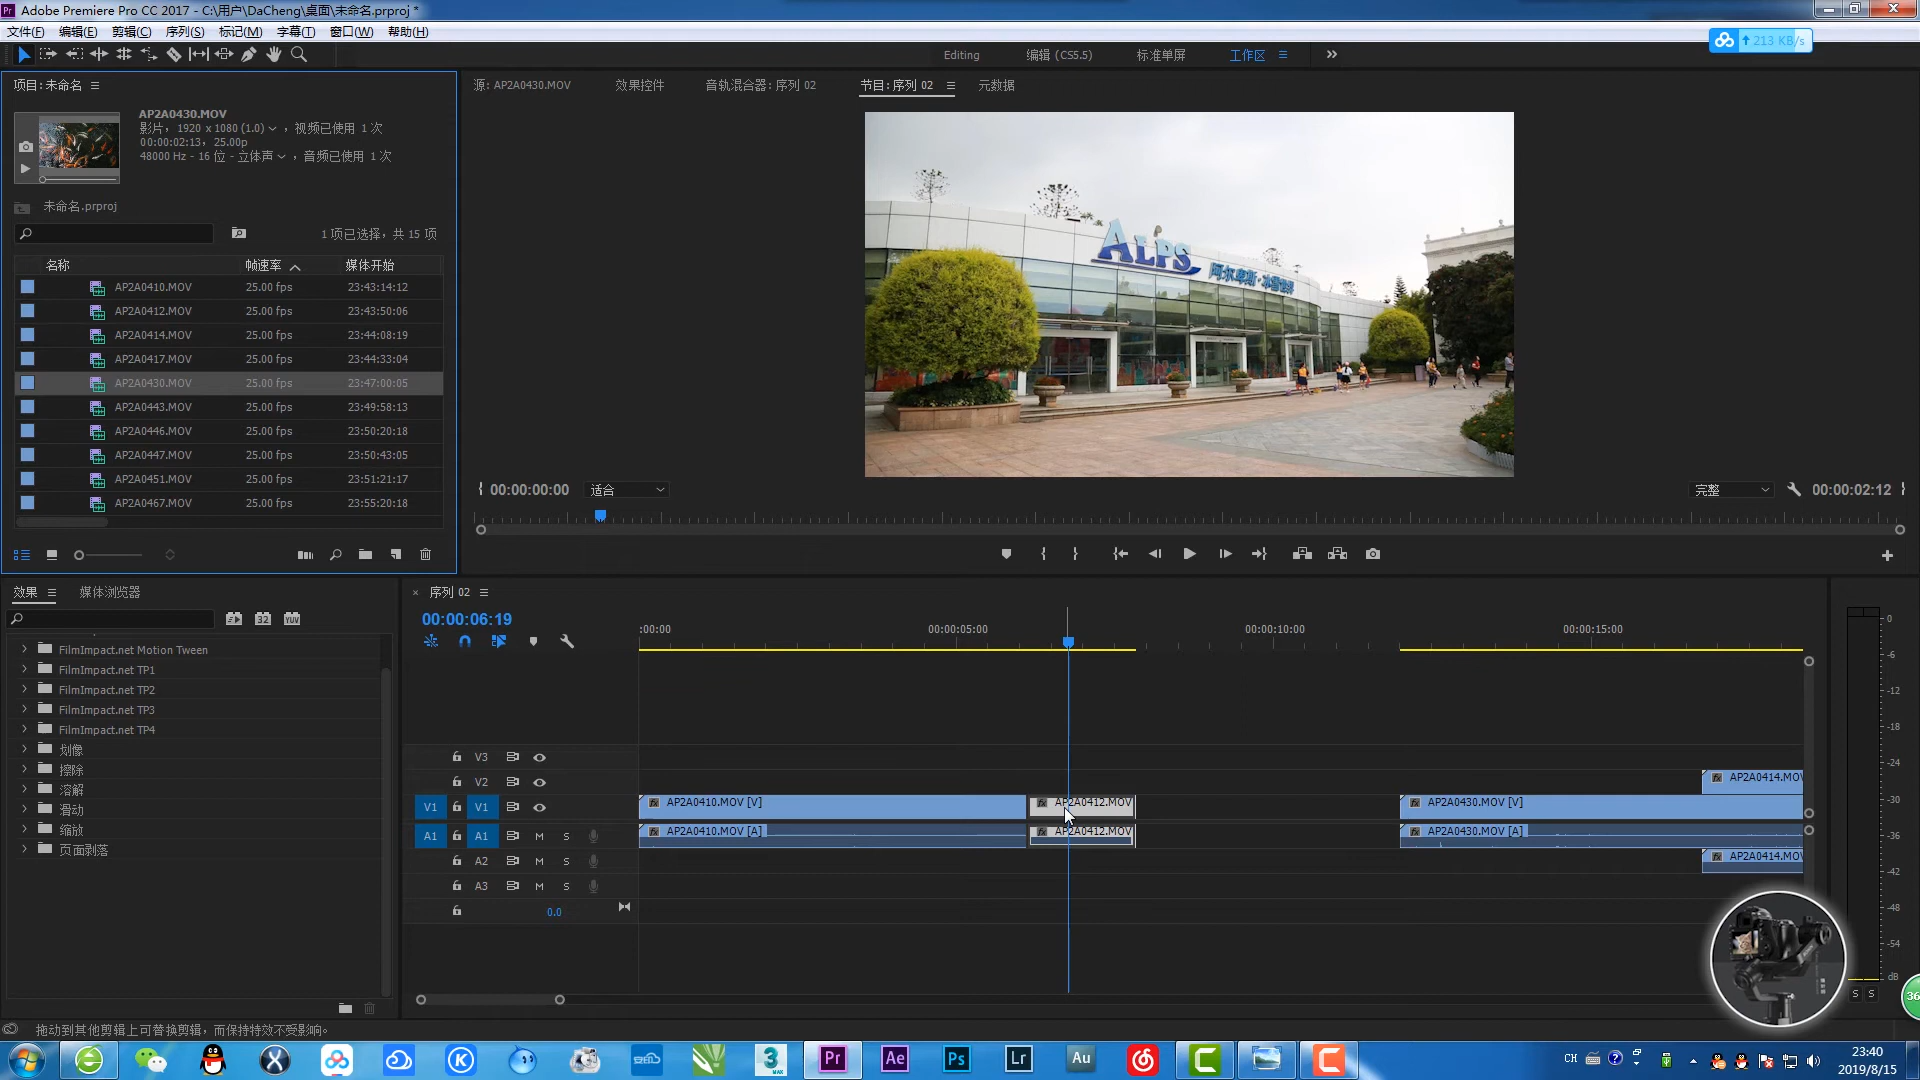 Adobe Premiere Pro CC 2017 - C:\用户\DaCheng\桌面\未命名.prproj *
文件(F) 编辑(E) 剪辑(C) 序列(S) 标记(M) 字幕(T) 窗口(W) 帮助(H)
213 KB/s
Editing 编辑 (CS5.5) 标准单屏 工作区
项目:未命名
源: AP2A0430.MOV 效果控件 音轨混合器: 序列 02 节目: 序列 02 元数据
AP2A0430.MOV
影片, 1920 x 1080 (1.0) , 视频已使用 1 次
00:00:02:13, 25.00p
48000 Hz - 16 位 - 立体声 , 音频已使用 1 次
未命名.prproj
1 项已选择, 共 15 项
名称 帧速率 媒体开始
AP2A0410.MOV 25.00 fps 23:43:14:12
AP2A0412.MOV 25.00 fps 23:43:50:06
AP2A0414.MOV 25.00 fps 23:44:08:19
AP2A0417.MOV 25.00 fps 23:44:33:04
AP2A0430.MOV 25.00 fps 23:47:00:05
AP2A0443.MOV 25.00 fps 23:49:58:13
AP2A0446.MOV 25.00 fps 23:50:20:18
AP2A0447.MOV 25.00 fps 23:50:43:05
AP2A0451.MOV 25.00 fps 23:51:21:17
AP2A0467.MOV 25.00 fps 23:55:20:18
ALPS
阿尔卑斯·冰雪世界
00:00:00:00 适合 完整 00:00:02:12
效果 媒体浏览器
32 YUV
FilmImpact.net Motion Tween
FilmImpact.net TP1
FilmImpact.net TP2
FilmImpact.net TP3
FilmImpact.net TP4
划像
擦除
溶解
滑动
缩放
页面剥落
× 序列 02
00:00:06:19
:00:00 00:00:05:00 00:00:10:00 00:00:15:00
V3
V2 AP2A0414.MOV
V1 V1 AP2A0410.MOV [V] AP2A0412.MOV AP2A0430.MOV [V]
A1 A1 M S AP2A0410.MOV [A] AP2A0412.MOV AP2A0430.MOV [A]
A2 M S AP2A0414.MOV
A3 M S
0.0
0
-6
-12
-18
-24
-30
-36
-42
-48
-54
dB
S S
36
拖动到其他剪辑上可替换剪辑，而保持特效不受影响。
Pr Ae Ps Lr Au
CH
23:40
2019/8/15